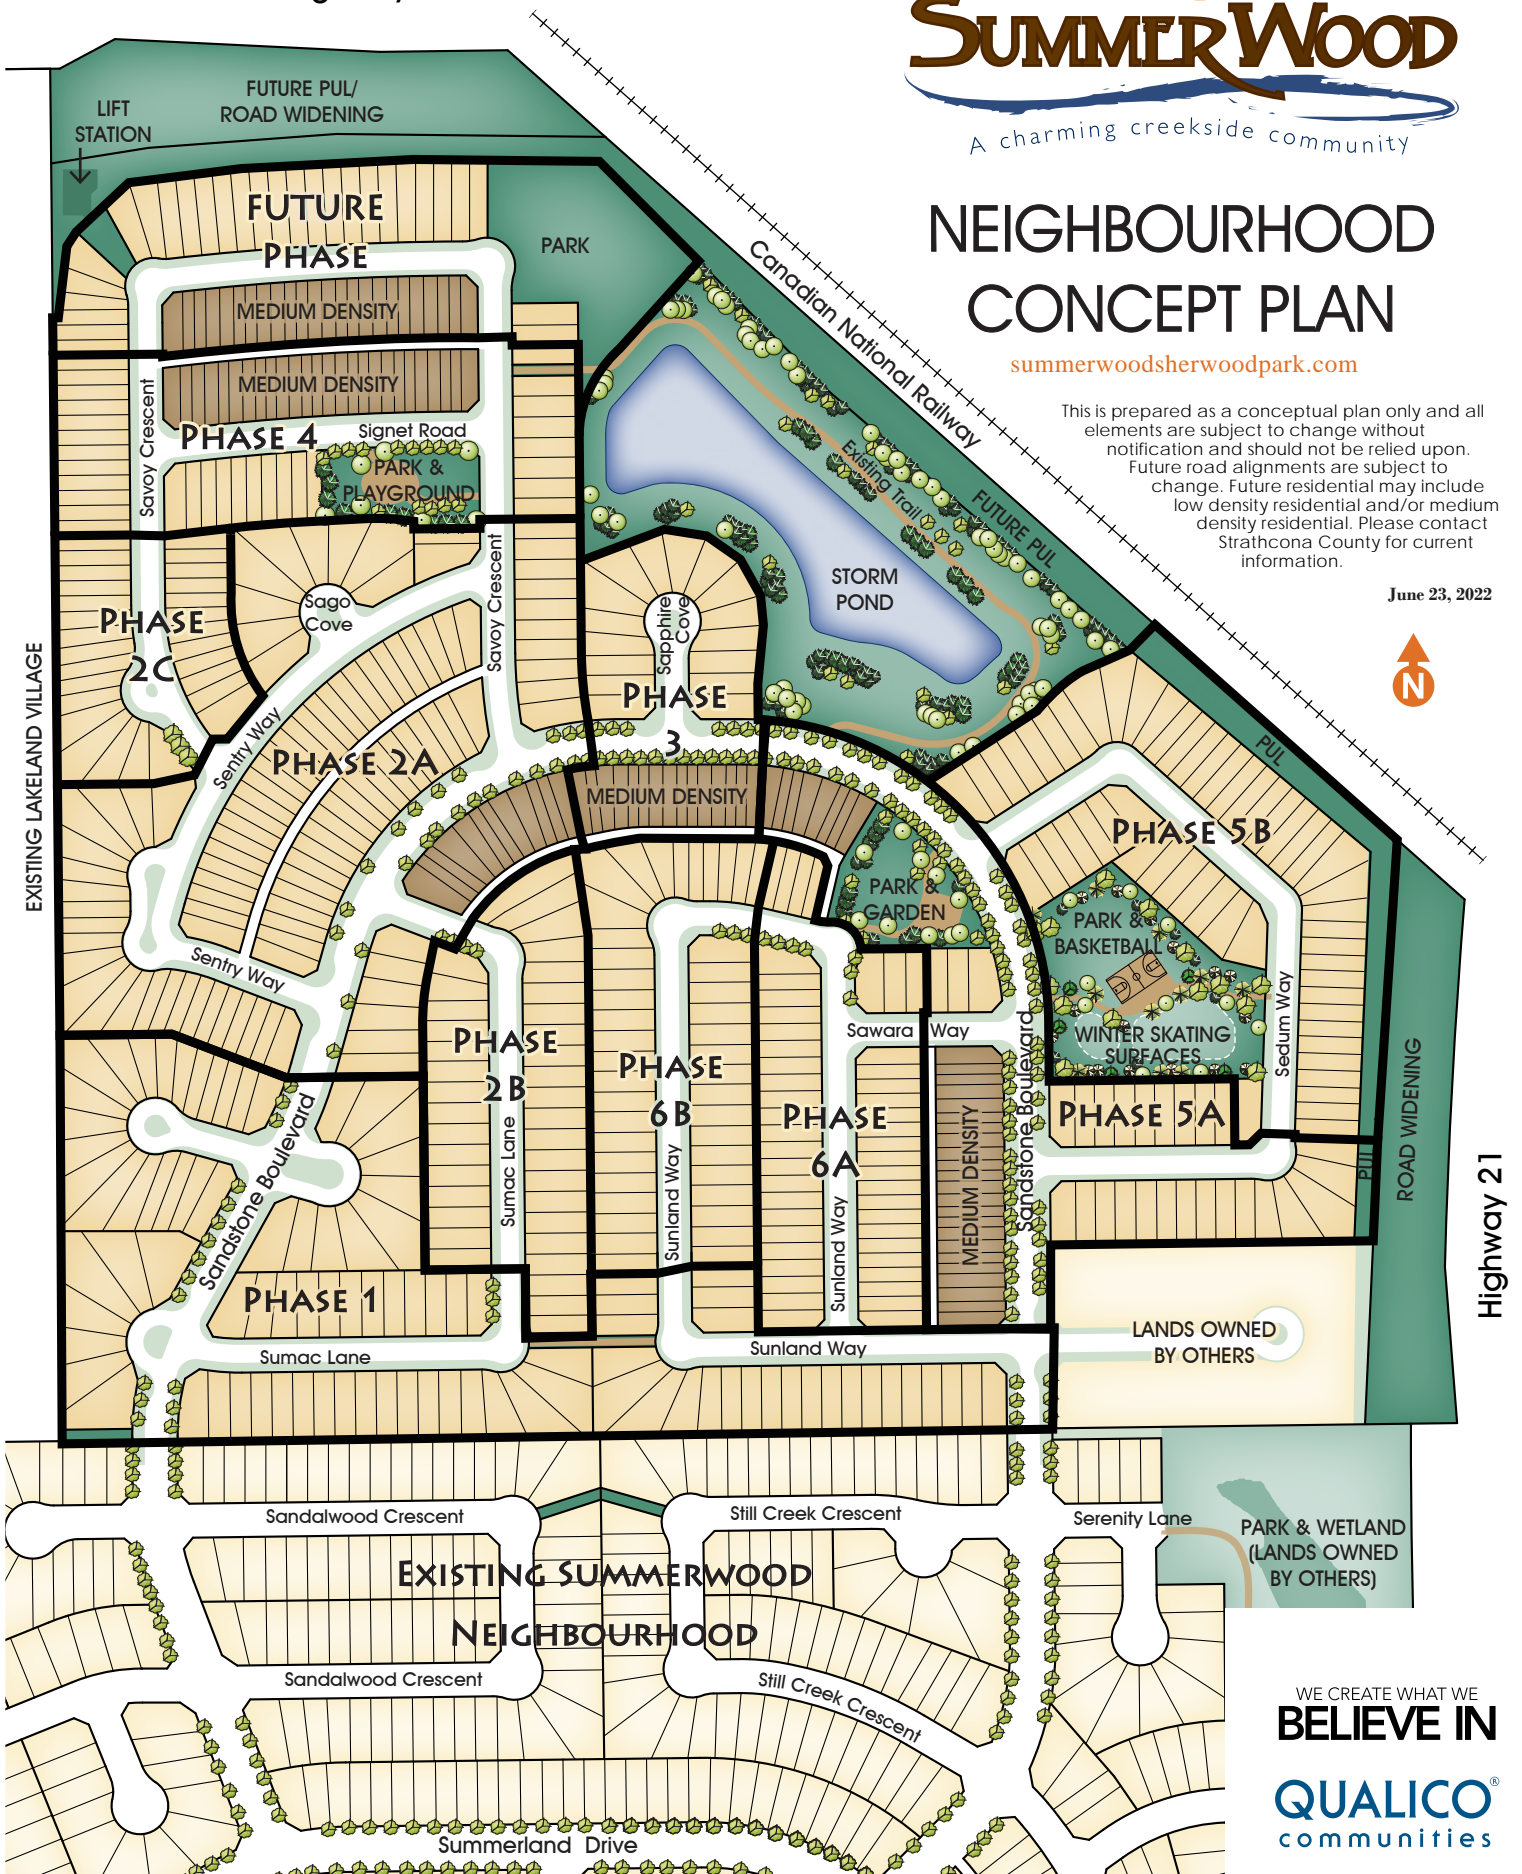 SUMMERWOOD
A charming creekside community
NEIGHBOURHOOD
CONCEPT PLAN
summerwoodsherwoodpark.com
This is prepared as a conceptual plan only and all
elements are subject to change without
notification and should not be relied upon.
Future road alignments are subject to
change. Future residential may include
low density residential and/or medium
density residential. Please contact
Strathcona County for current
information.
June 23, 2022
N
FUTURE PUL/
ROAD WIDENING
LIFT
STATION
FUTURE
PHASE
PARK
MEDIUM DENSITY
MEDIUM DENSITY
Canadian National Railway
Savoy Crescent
PHASE 4
Signet Road
PARK &
PLAYGROUND
Existing Trail
FUTURE PUL
STORM
POND
PHASE
2C
Sago
Cove
Savoy Crescent
Sapphire
Cove
PHASE
3
EXISTING LAKELAND VILLAGE
Sentry Way
PHASE 2A
MEDIUM DENSITY
PUL
PHASE 5B
PARK &
GARDEN
PARK &
BASKETBALL
Sentry Way
WINTER SKATING
SURFACES
Sedum Way
Sawara Way
PHASE
2B
PHASE
6B
PHASE
6A
Sumac Lane
Sunland Way
Sunland Way
MEDIUM DENSITY
Sandstone Boulevard
PHASE 5A
PUL
ROAD WIDENING
Highway 21
Sandstone Boulevard
PHASE 1
Sumac Lane
Sunland Way
LANDS OWNED
BY OTHERS
Sandalwood Crescent
Still Creek Crescent
Serenity Lane
PARK & WETLAND
(LANDS OWNED
BY OTHERS)
EXISTING SUMMERWOOD
NEIGHBOURHOOD
Sandalwood Crescent
Still Creek Crescent
Summerland Drive
WE CREATE WHAT WE
BELIEVE IN
QUALICO®
communities